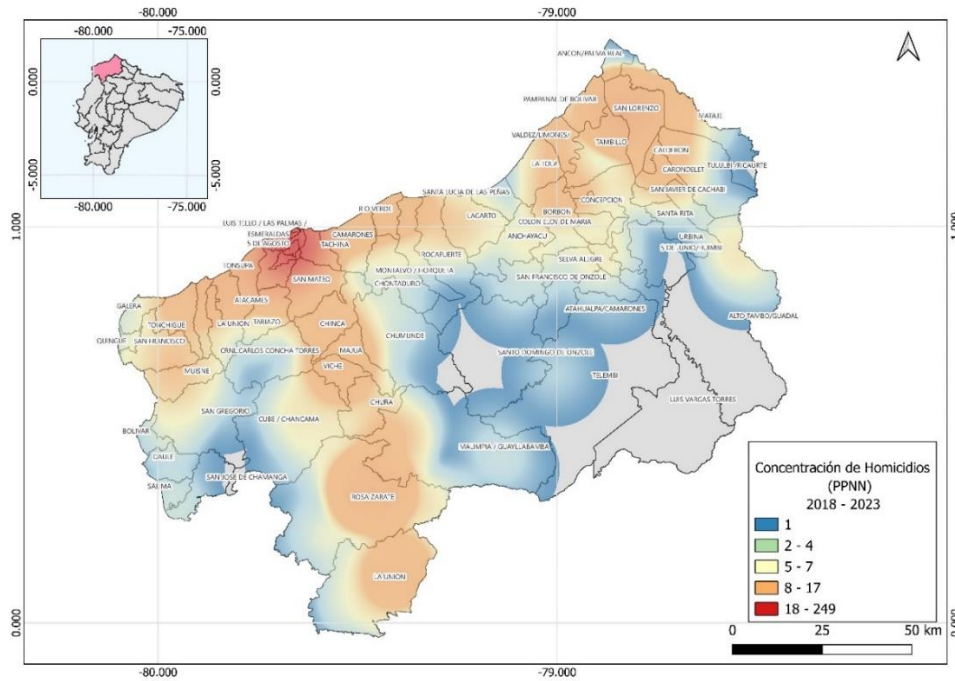 -80.000
-79.000
-80.000
-75.000
0.000
0.000
-5.000
-5.000
-80.000
-75.000
ANCON/PALMA REAL
PAMPANAL DE BOLIVAR
SAN LORENZO
MATAJE
VALDEZ/LIMONES/
TAMBILLO
CALDERON
LA TOLA
CARONDELET
TULULBI/RICAURTE
SANTA LUCIA DE LAS PEÑAS
SAN JAVIER DE CACHABI
CONCEPCION
RIO VERDE
LAGARTO
BORBON
SANTA RITA
LUIS TELLO / LAS PALMAS /
COLON ELOY DE MARIA
1.000
1.000
ESMERALDAS
CAMARONES
ANCHAYACU
URBINA
5 DE AGOSTO
TACHINA
5 DE JUNIO/
ROCAFUERTE
SELVA ALEGRE
TONSUPA
SAN MATEO
MONTALVO / HORQUETA
SAN FRANCISCO DE ONZOLE
CHONTADURO
GALERA
ATACAMES
ATAHUALPA/CAMARONES
ALTO TAMBO/GUADAL
TONCHIGUE
LA UNION
TABIAZO
CHINCA
QUINGUE
SAN FRANCISCO
CHUMUNDE
CRNL.CARLOS CONCHA TORRES
MAJUA
SANTO DOMINGO DE ONZOLE
MUISNE
VICHE
TELEMBI
CHURA
LUIS VARGAS TORRES
SAN GREGORIO
CUBE / CHANCAMA
BOLIVAR
MALIMPIA / GUAYLLABAMBA
DAULE
SALIMA
SAN JOSE DE CHAMANGA
ROSA ZARATE
LA UNION
Concentración de Homicidios
(PPNN)
2018 - 2023
1
2 - 4
5 - 7
8 - 17
18 - 249
0.000
0 25 50 km
-80.000
-79.000